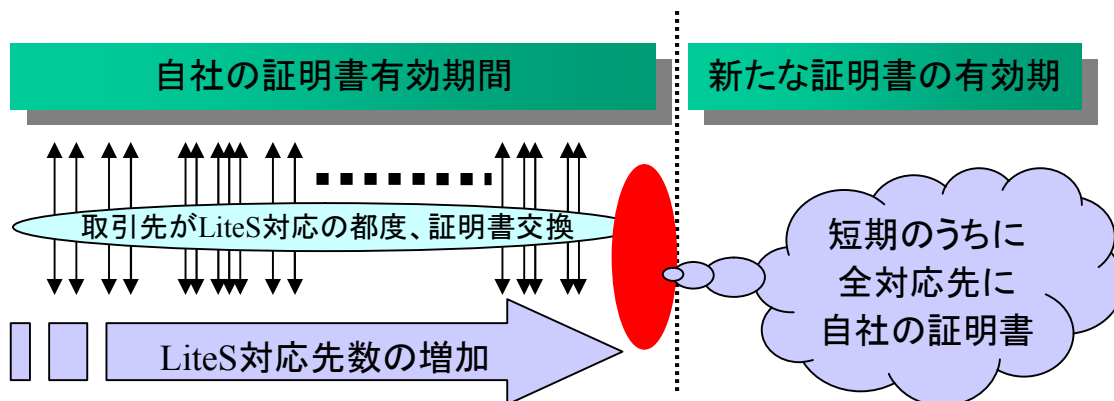 自社の証明書有効期間
新たな証明書の有効期
取引先がLiteS対応の都度、証明書交換
LiteS対応先数の増加
短期のうちに
全対応先に
自社の証明書